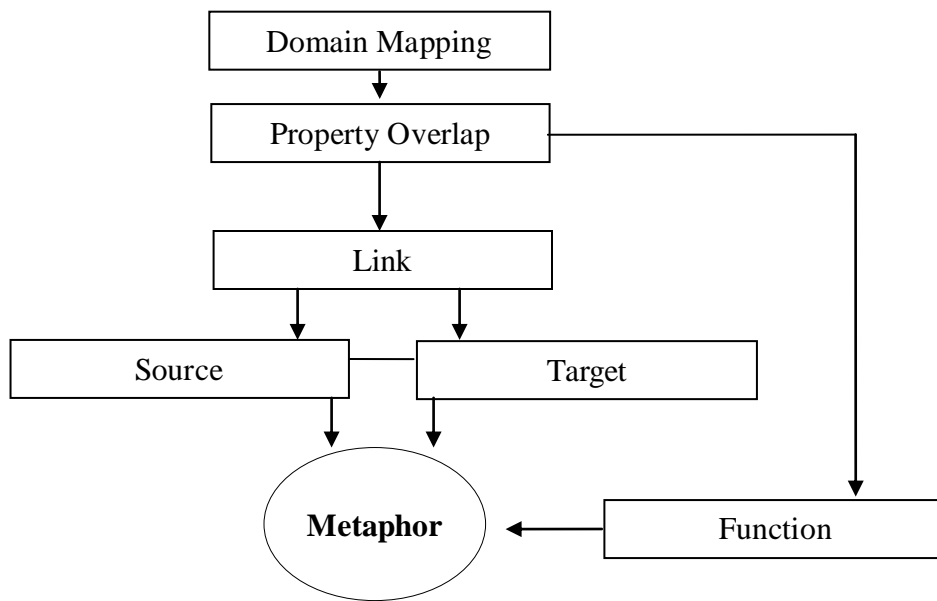 Domain Mapping
Property Overlap
Link
Source
Target
Metaphor
Function